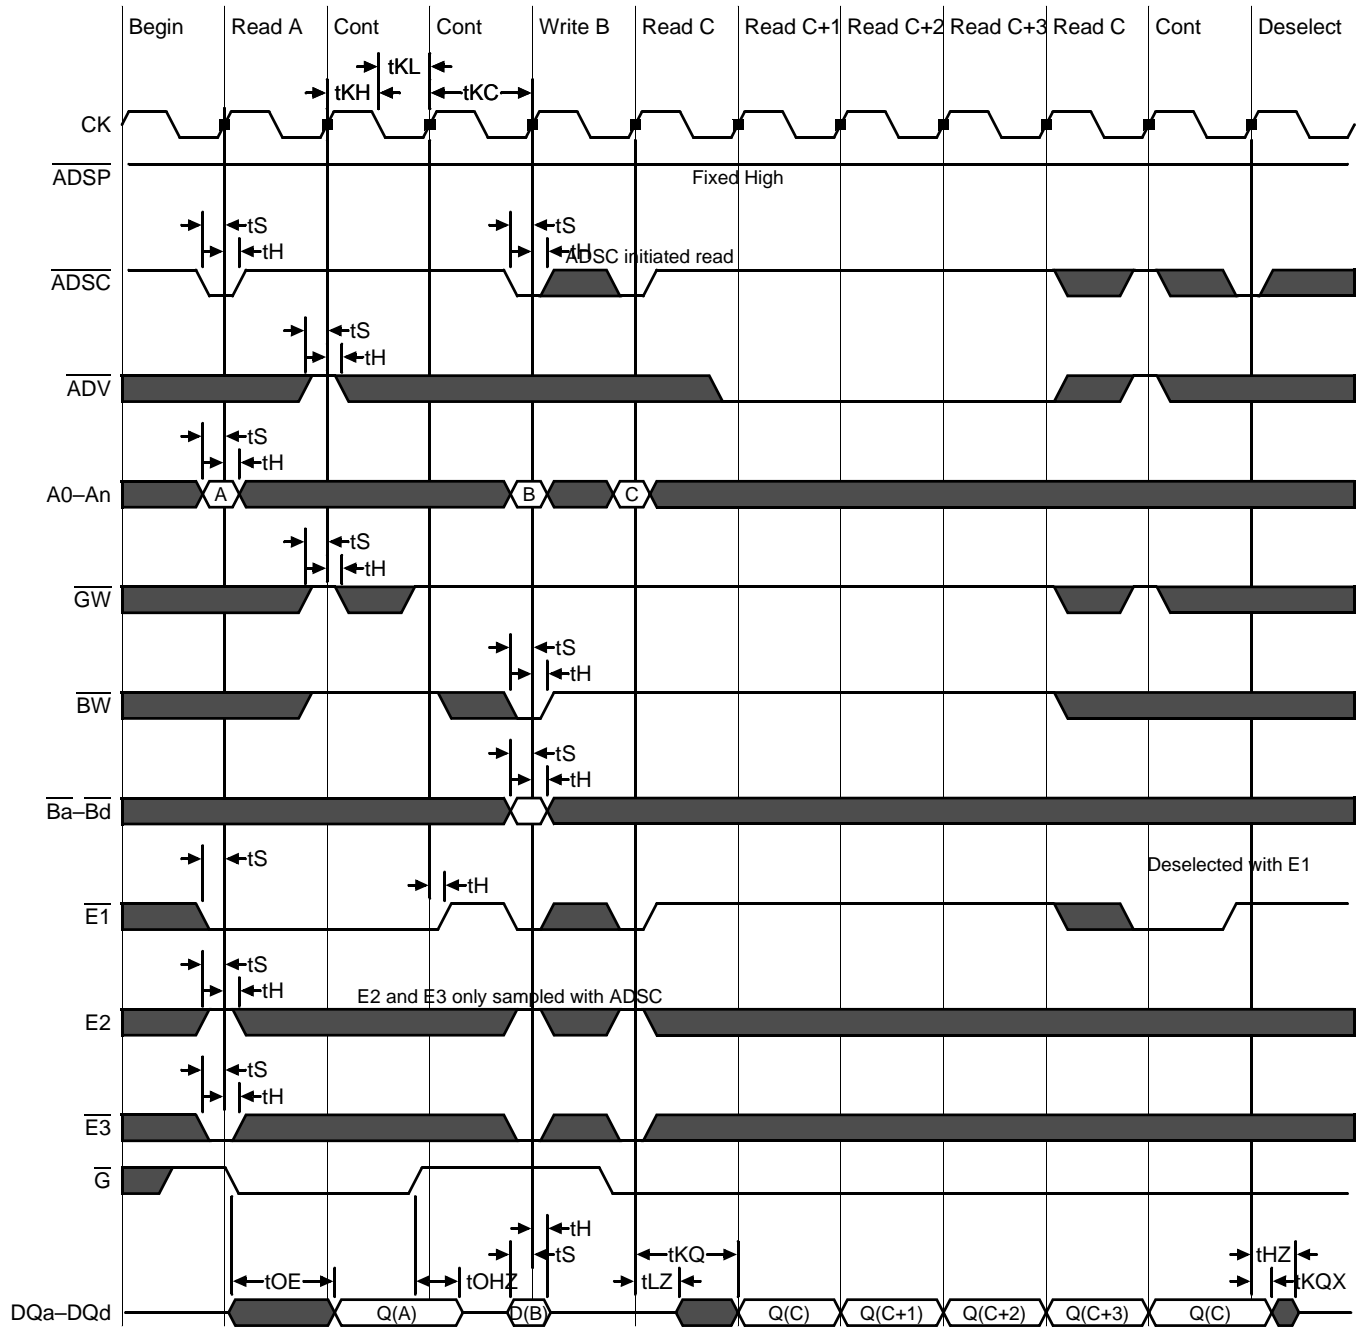 Begin Read A Cont Cont Write B Read C Read C+1 Read C+2 Read C+3 Read C Cont Deselect
tKL
tKH tKC
CK
ADSP
Fixed High
tS tS
tH tH
ADSC initiated read
ADSC
tS
tH
ADV
tS
tH
A0–An A B C
tS
tH
GW
tS
tH
BW
tS
tH
Ba–Bd
tS Deselected with E1
tH
E1
tS
tH E2 and E3 only sampled with ADSC
E2
tS
tH
E3
G
tH
tS tKQ tHZ
tOE tOHZ tLZ tKQX
DQa–DQd Q(A) D(B) Q(C) Q(C+1) Q(C+2) Q(C+3) Q(C)